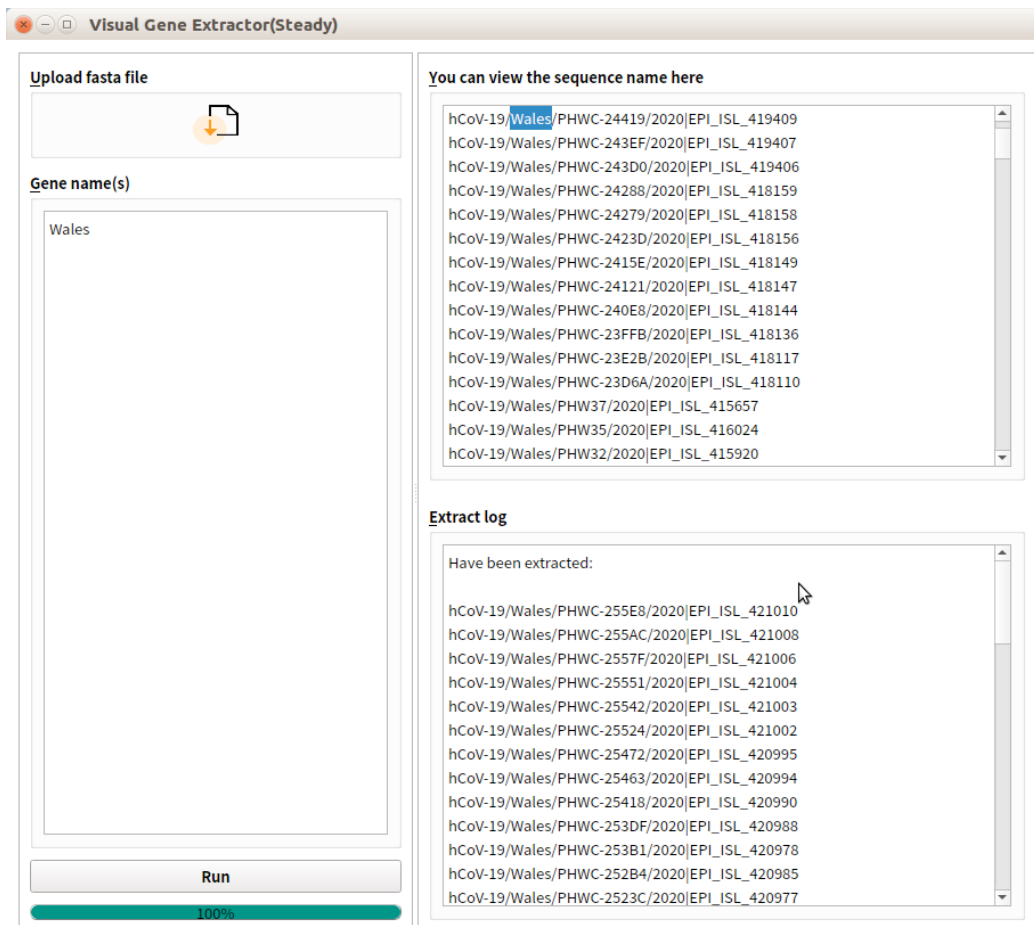 Visual Gene Extractor(Steady)
Upload fasta file
Gene name(s)
Wales
Run
100%
You can view the sequence name here
hCoV-19/Wales/PHWC-24419/2020|EPI_ISL_419409
hCoV-19/Wales/PHWC-243EF/2020|EPI_ISL_419407
hCoV-19/Wales/PHWC-243D0/2020|EPI_ISL_419406
hCoV-19/Wales/PHWC-24288/2020|EPI_ISL_418159
hCoV-19/Wales/PHWC-24279/2020|EPI_ISL_418158
hCoV-19/Wales/PHWC-2423D/2020|EPI_ISL_418156
hCoV-19/Wales/PHWC-2415E/2020|EPI_ISL_418149
hCoV-19/Wales/PHWC-24121/2020|EPI_ISL_418147
hCoV-19/Wales/PHWC-240E8/2020|EPI_ISL_418144
hCoV-19/Wales/PHWC-23FFB/2020|EPI_ISL_418136
hCoV-19/Wales/PHWC-23E2B/2020|EPI_ISL_418117
hCoV-19/Wales/PHWC-23D6A/2020|EPI_ISL_418110
hCoV-19/Wales/PHW37/2020|EPI_ISL_415657
hCoV-19/Wales/PHW35/2020|EPI_ISL_416024
hCoV-19/Wales/PHW32/2020|EPI_ISL_415920
Extract log
Have been extracted:
hCoV-19/Wales/PHWC-255E8/2020|EPI_ISL_421010
hCoV-19/Wales/PHWC-255AC/2020|EPI_ISL_421008
hCoV-19/Wales/PHWC-2557F/2020|EPI_ISL_421006
hCoV-19/Wales/PHWC-25551/2020|EPI_ISL_421004
hCoV-19/Wales/PHWC-25542/2020|EPI_ISL_421003
hCoV-19/Wales/PHWC-25524/2020|EPI_ISL_421002
hCoV-19/Wales/PHWC-25472/2020|EPI_ISL_420995
hCoV-19/Wales/PHWC-25463/2020|EPI_ISL_420994
hCoV-19/Wales/PHWC-25418/2020|EPI_ISL_420990
hCoV-19/Wales/PHWC-253DF/2020|EPI_ISL_420988
hCoV-19/Wales/PHWC-253B1/2020|EPI_ISL_420978
hCoV-19/Wales/PHWC-252B4/2020|EPI_ISL_420985
hCoV-19/Wales/PHWC-2523C/2020|EPI_ISL_420977